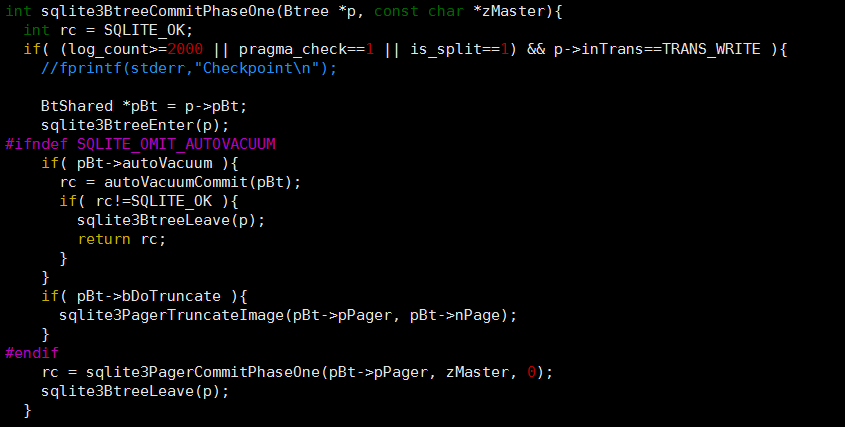 int sqlite3BtreeCommitPhaseOne(Btree *p, const char *zMaster){
  int rc = SQLITE_OK;
  if( (log_count>=2000 || pragma_check==1 || is_split==1) && p->inTrans==TRANS_WRITE ){
    //fprintf(stderr,"Checkpoint\n");

    BtShared *pBt = p->pBt;
    sqlite3BtreeEnter(p);
#ifndef SQLITE_OMIT_AUTOVACUUM
    if( pBt->autoVacuum ){
      rc = autoVacuumCommit(pBt);
      if( rc!=SQLITE_OK ){
        sqlite3BtreeLeave(p);
        return rc;
      }
    }
    if( pBt->bDoTruncate ){
      sqlite3PagerTruncateImage(pBt->pPager, pBt->nPage);
    }
#endif
    rc = sqlite3PagerCommitPhaseOne(pBt->pPager, zMaster, 0);
    sqlite3BtreeLeave(p);
  }